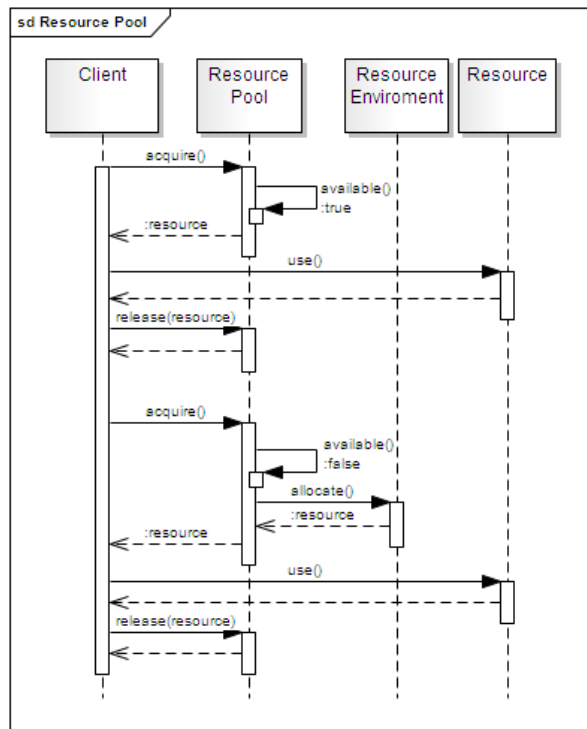 sd Resource Pool
Client
Resource
Pool
Resource
Enviroment
Resource
acquire()
available()
:true
:resource
use()
release(resource)
acquire()
available()
:false
allocate()
:resource
:resource
use()
release(resource)